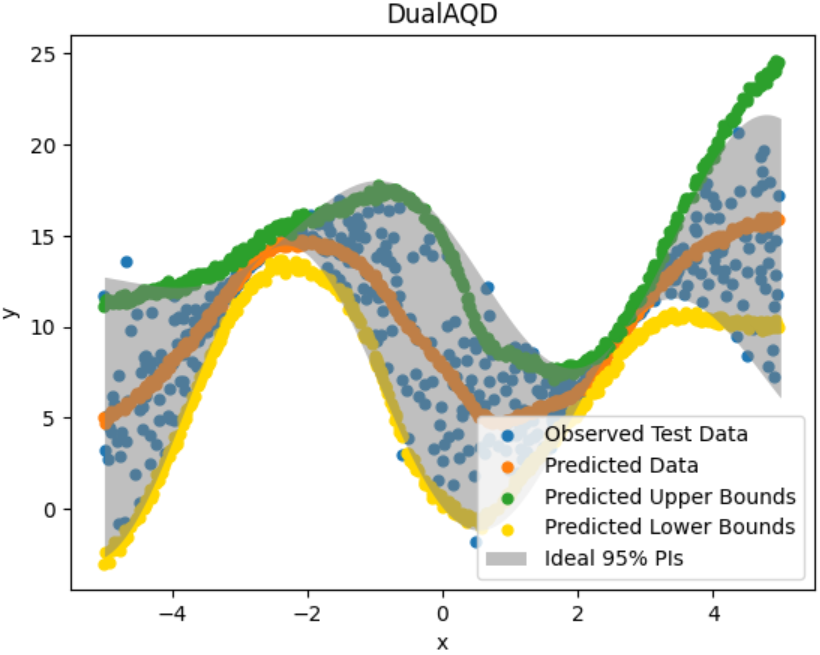 DualAQD
25
20
15
10
5
0
y
Observed Test Data
Predicted Data
Predicted Upper Bounds
Predicted Lower Bounds
Ideal 95% PIs
−4 −2 0 2 4
x